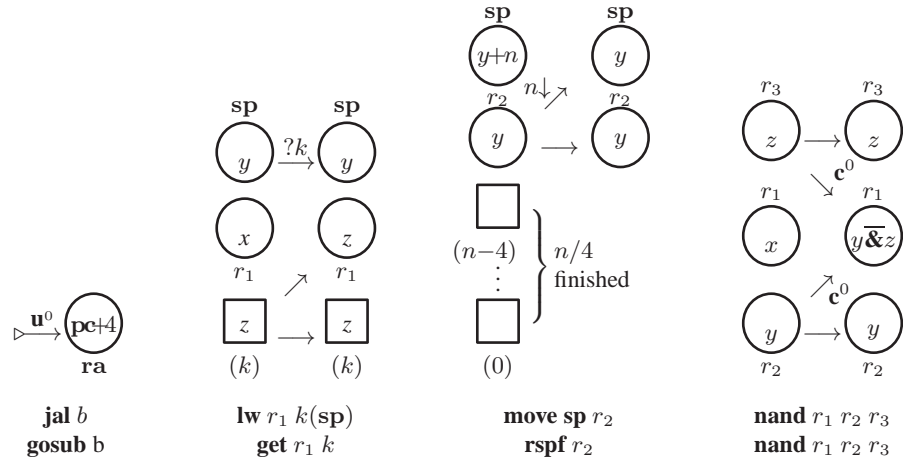 u⁰
pc+4
ra
jal b
gosub b
sp sp
y ?k y
x z
r₁ r₁
z z
(k) (k)
lw r₁ k(sp)
get r₁ k
sp sp
y+n y
n↓
r₂ r₂
y y
(n−4)
⋮
n/4
finished
(0)
move sp r₂
rspf r₂
r₃ r₃
z z
c⁰
r₁ r₁
x y&̅z
c⁰
y y
r₂ r₂
nand r₁ r₂ r₃
nand r₁ r₂ r₃